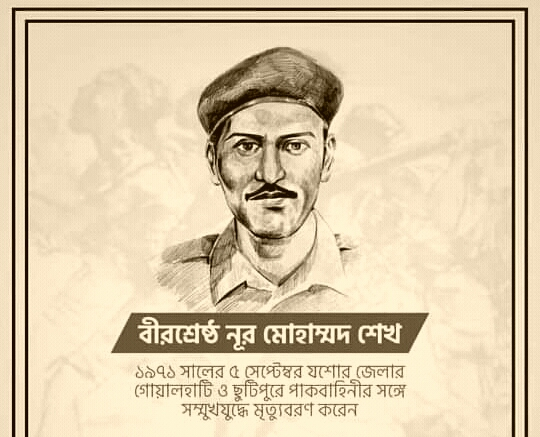 বীরশ্রেষ্ঠ নূর মোহাম্মদ শেখ
১৯৭১ সালের ৫ সেপ্টেম্বর যশোর জেলার
গোয়ালহাটি ও ছুটিপুরে পাকবাহিনীর সঙ্গে
সম্মুখযুদ্ধে মৃত্যুবরণ করেন